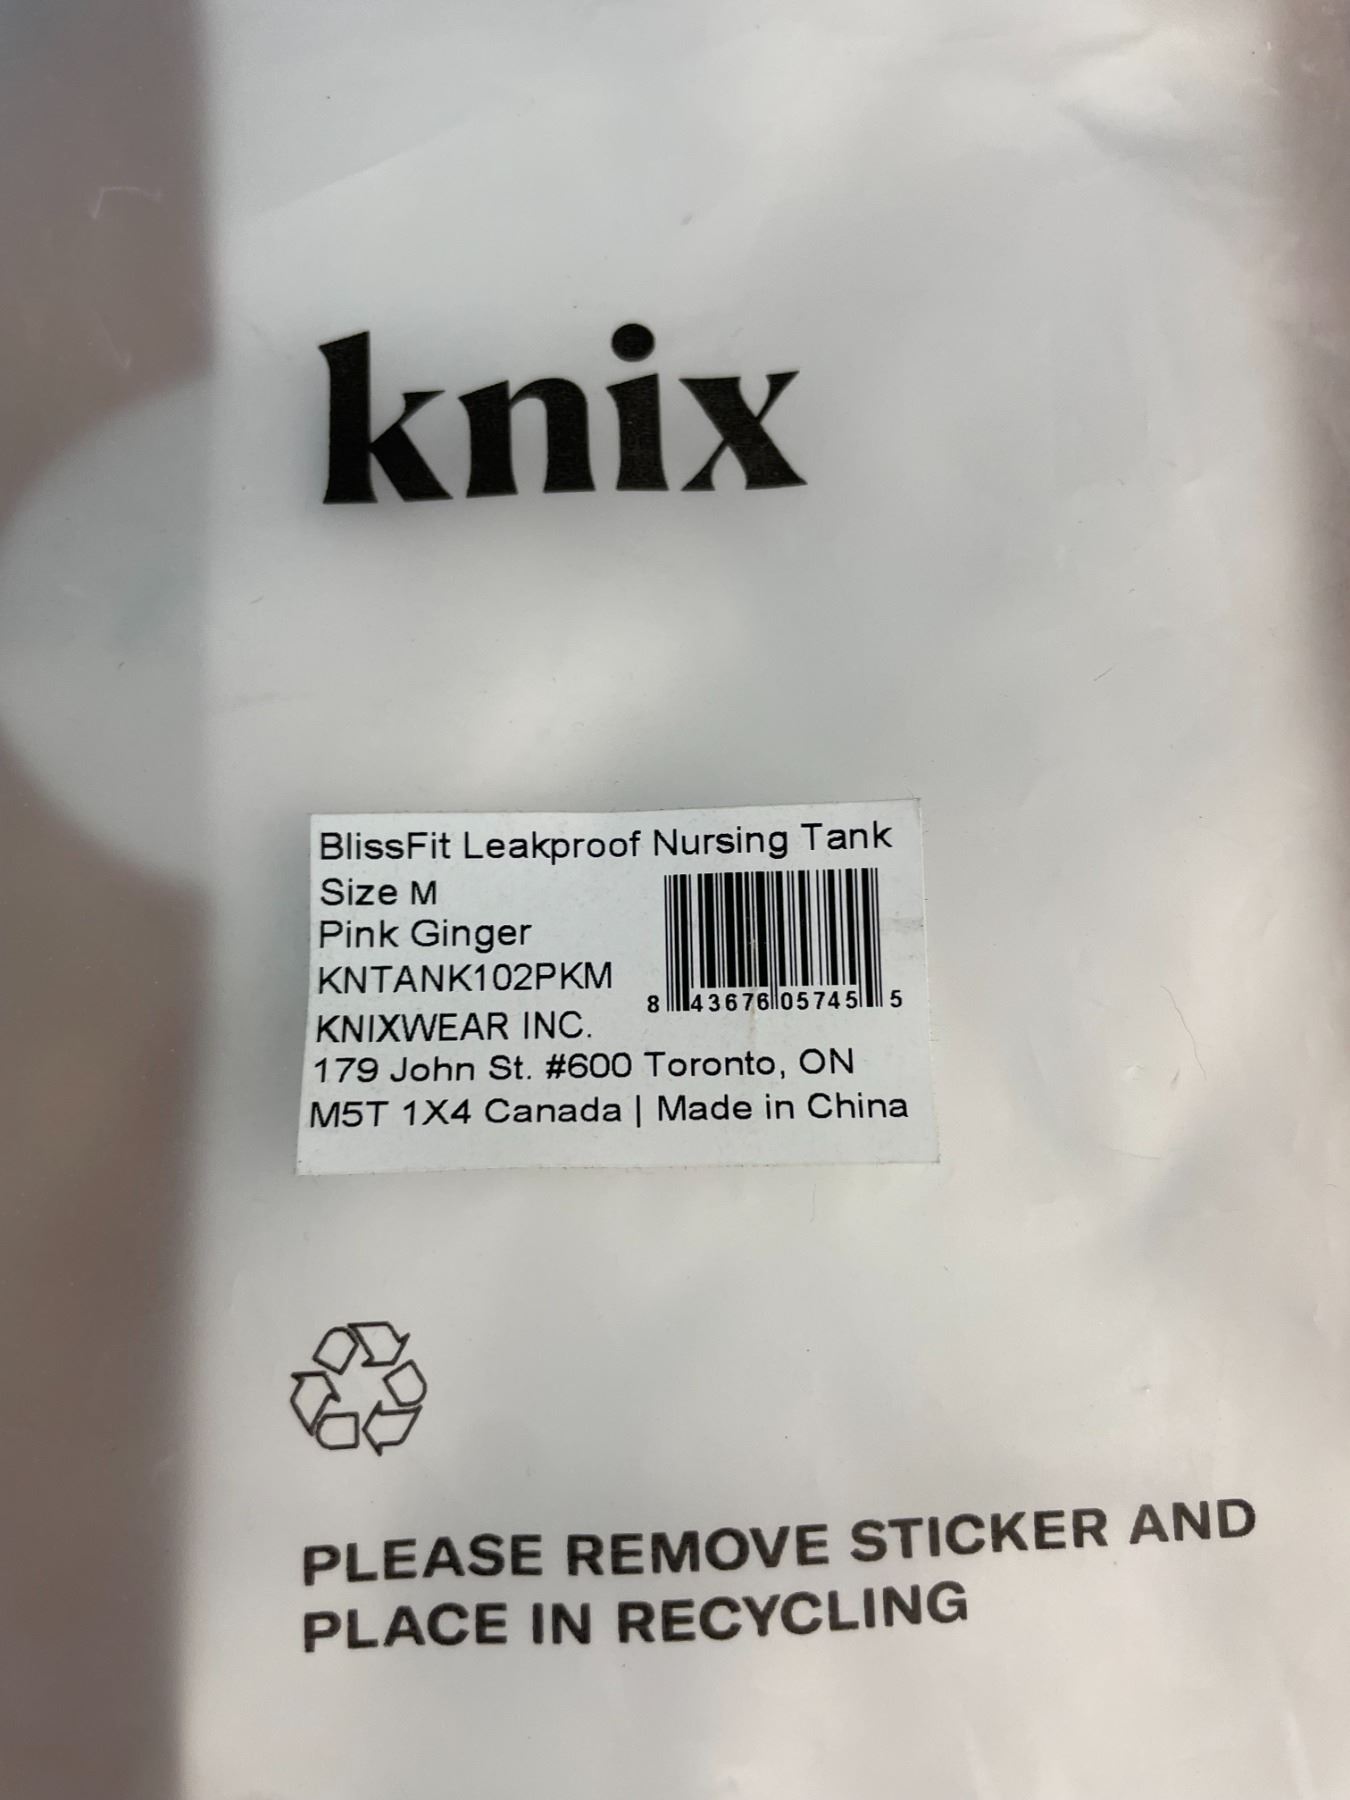 knix
BlissFit Leakproof Nursing Tank
Size M
Pink Ginger
KNTANK102PKM
8 43676 05745 5
KNIXWEAR INC.
179 John St. #600 Toronto, ON
M5T 1X4 Canada | Made in China
PLEASE REMOVE STICKER AND
PLACE IN RECYCLING